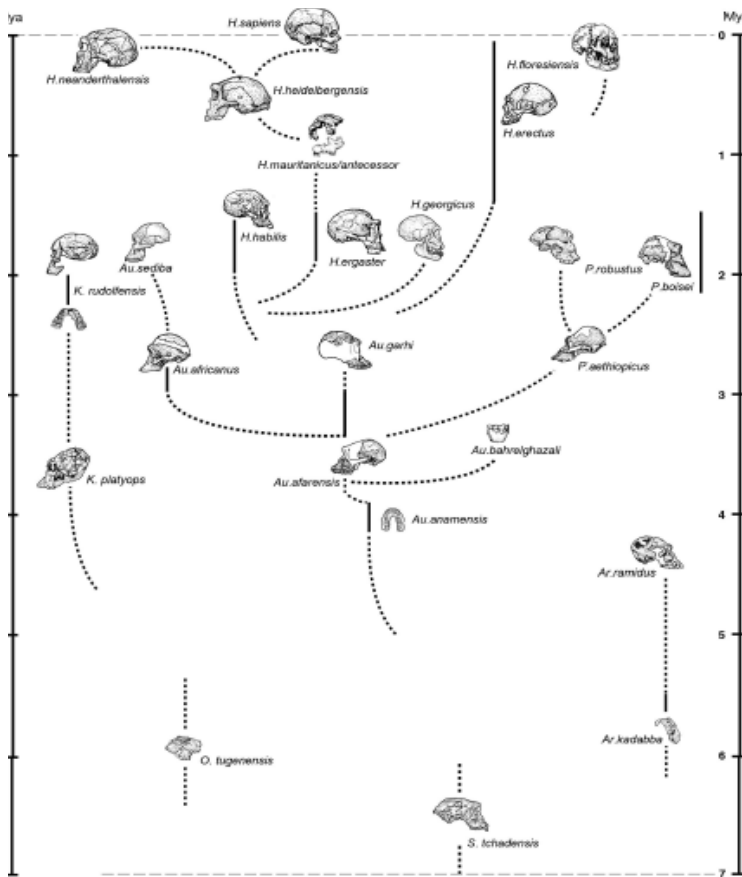 ya
My
H.sapiens
0
H.neanderthalensis
H.heidelbergensis
H.floresiensis
H.erectus
1
H.mauritanicus/antecessor
H.georgicus
H.habilis
H.ergaster
Au.sediba
P.robustus
2
K. rudolfensis
P.boisei
Au.garhi
Au.africanus
P.aethiopicus
3
Au.bahrelghazali
K. platyops
Au.afarensis
4
Au.anamensis
Ar.ramidus
5
Ar.kadabba
O. tugenensis
6
S. tchadensis
7